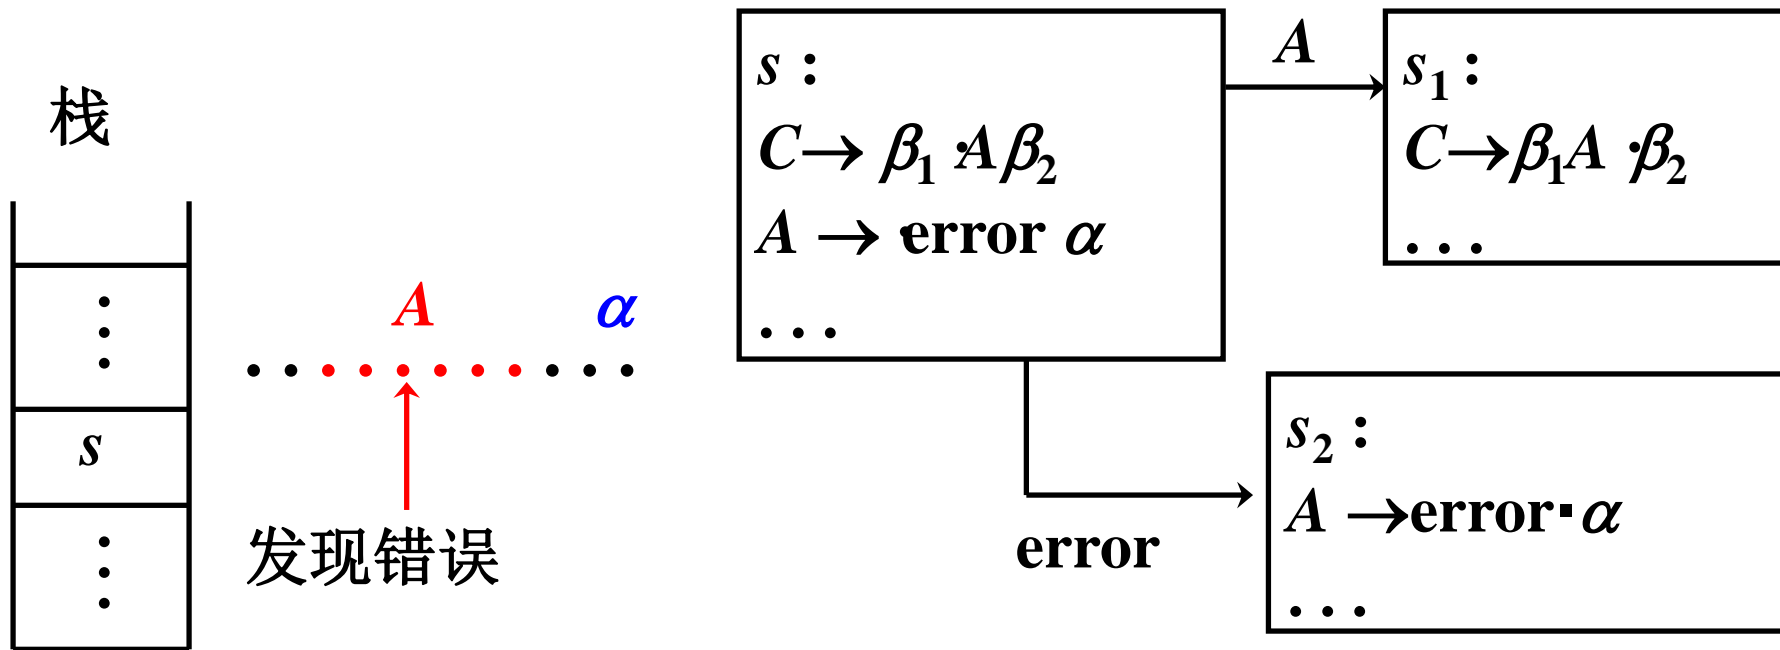 栈
⋮
s
⋮
A
α
· · · · · · · · · · ·
发现错误
s :
C→ β₁ ·Aβ₂
A → ·error α
. . .
A
s₁ :
C→β₁A ·β₂
. . .
error
s₂ :
A →error· α
. . .